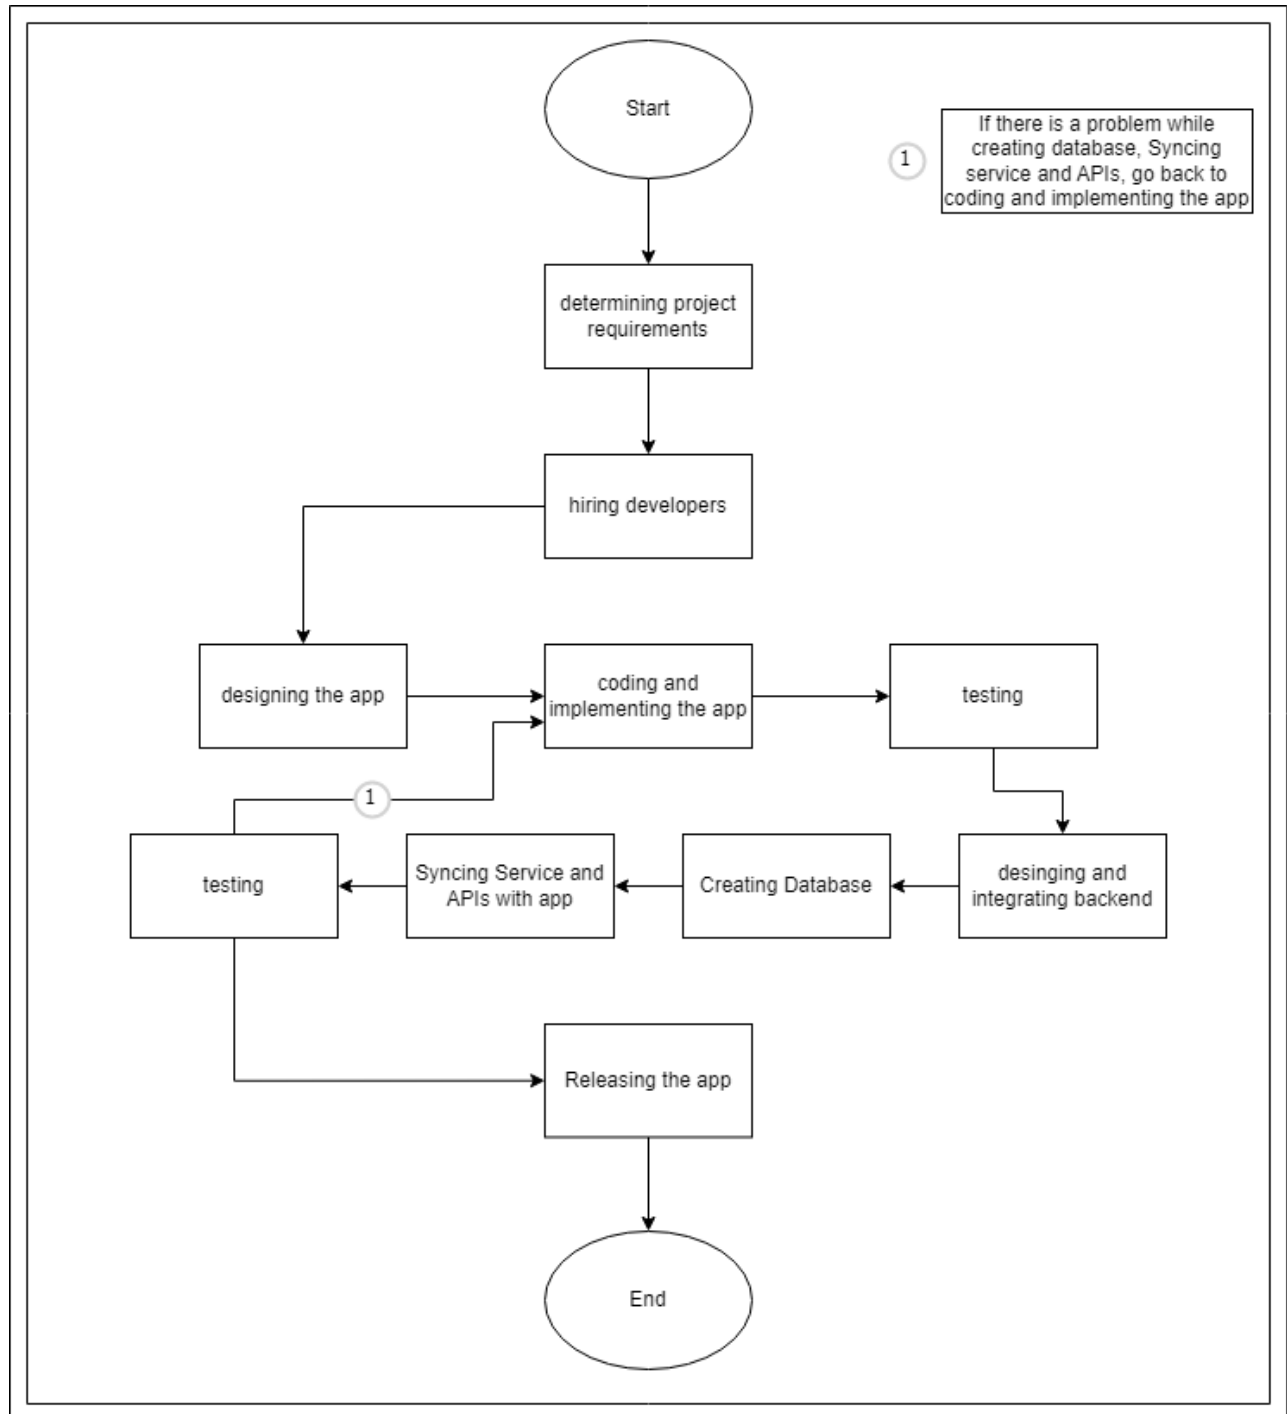 Start
If there is a problem while
creating database, Syncing
service and APIs, go back to
coding and implementing the app
1
determining project
requirements
hiring developers
designing the app
coding and
implementing the app
testing
1
testing
Syncing Service and
APIs with app
Creating Database
desinging and
integrating backend
Releasing the app
End